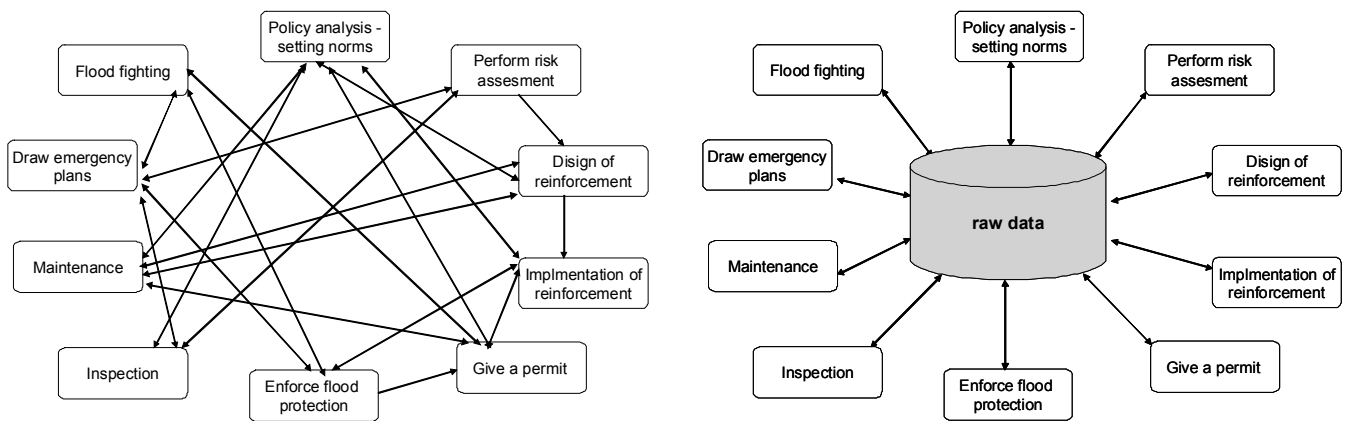 Policy analysis -
setting norms
Flood fighting
Perform risk
assesment
Draw emergency
plans
Disign of
reinforcement
Maintenance
Implmentation of
reinforcement
Inspection
Enforce flood
protection
Give a permit
Policy analysis -
setting norms
Flood fighting
Perform risk
assesment
Draw emergency
plans
Disign of
reinforcement
raw data
Maintenance
Implmentation of
reinforcement
Inspection
Enforce flood
protection
Give a permit